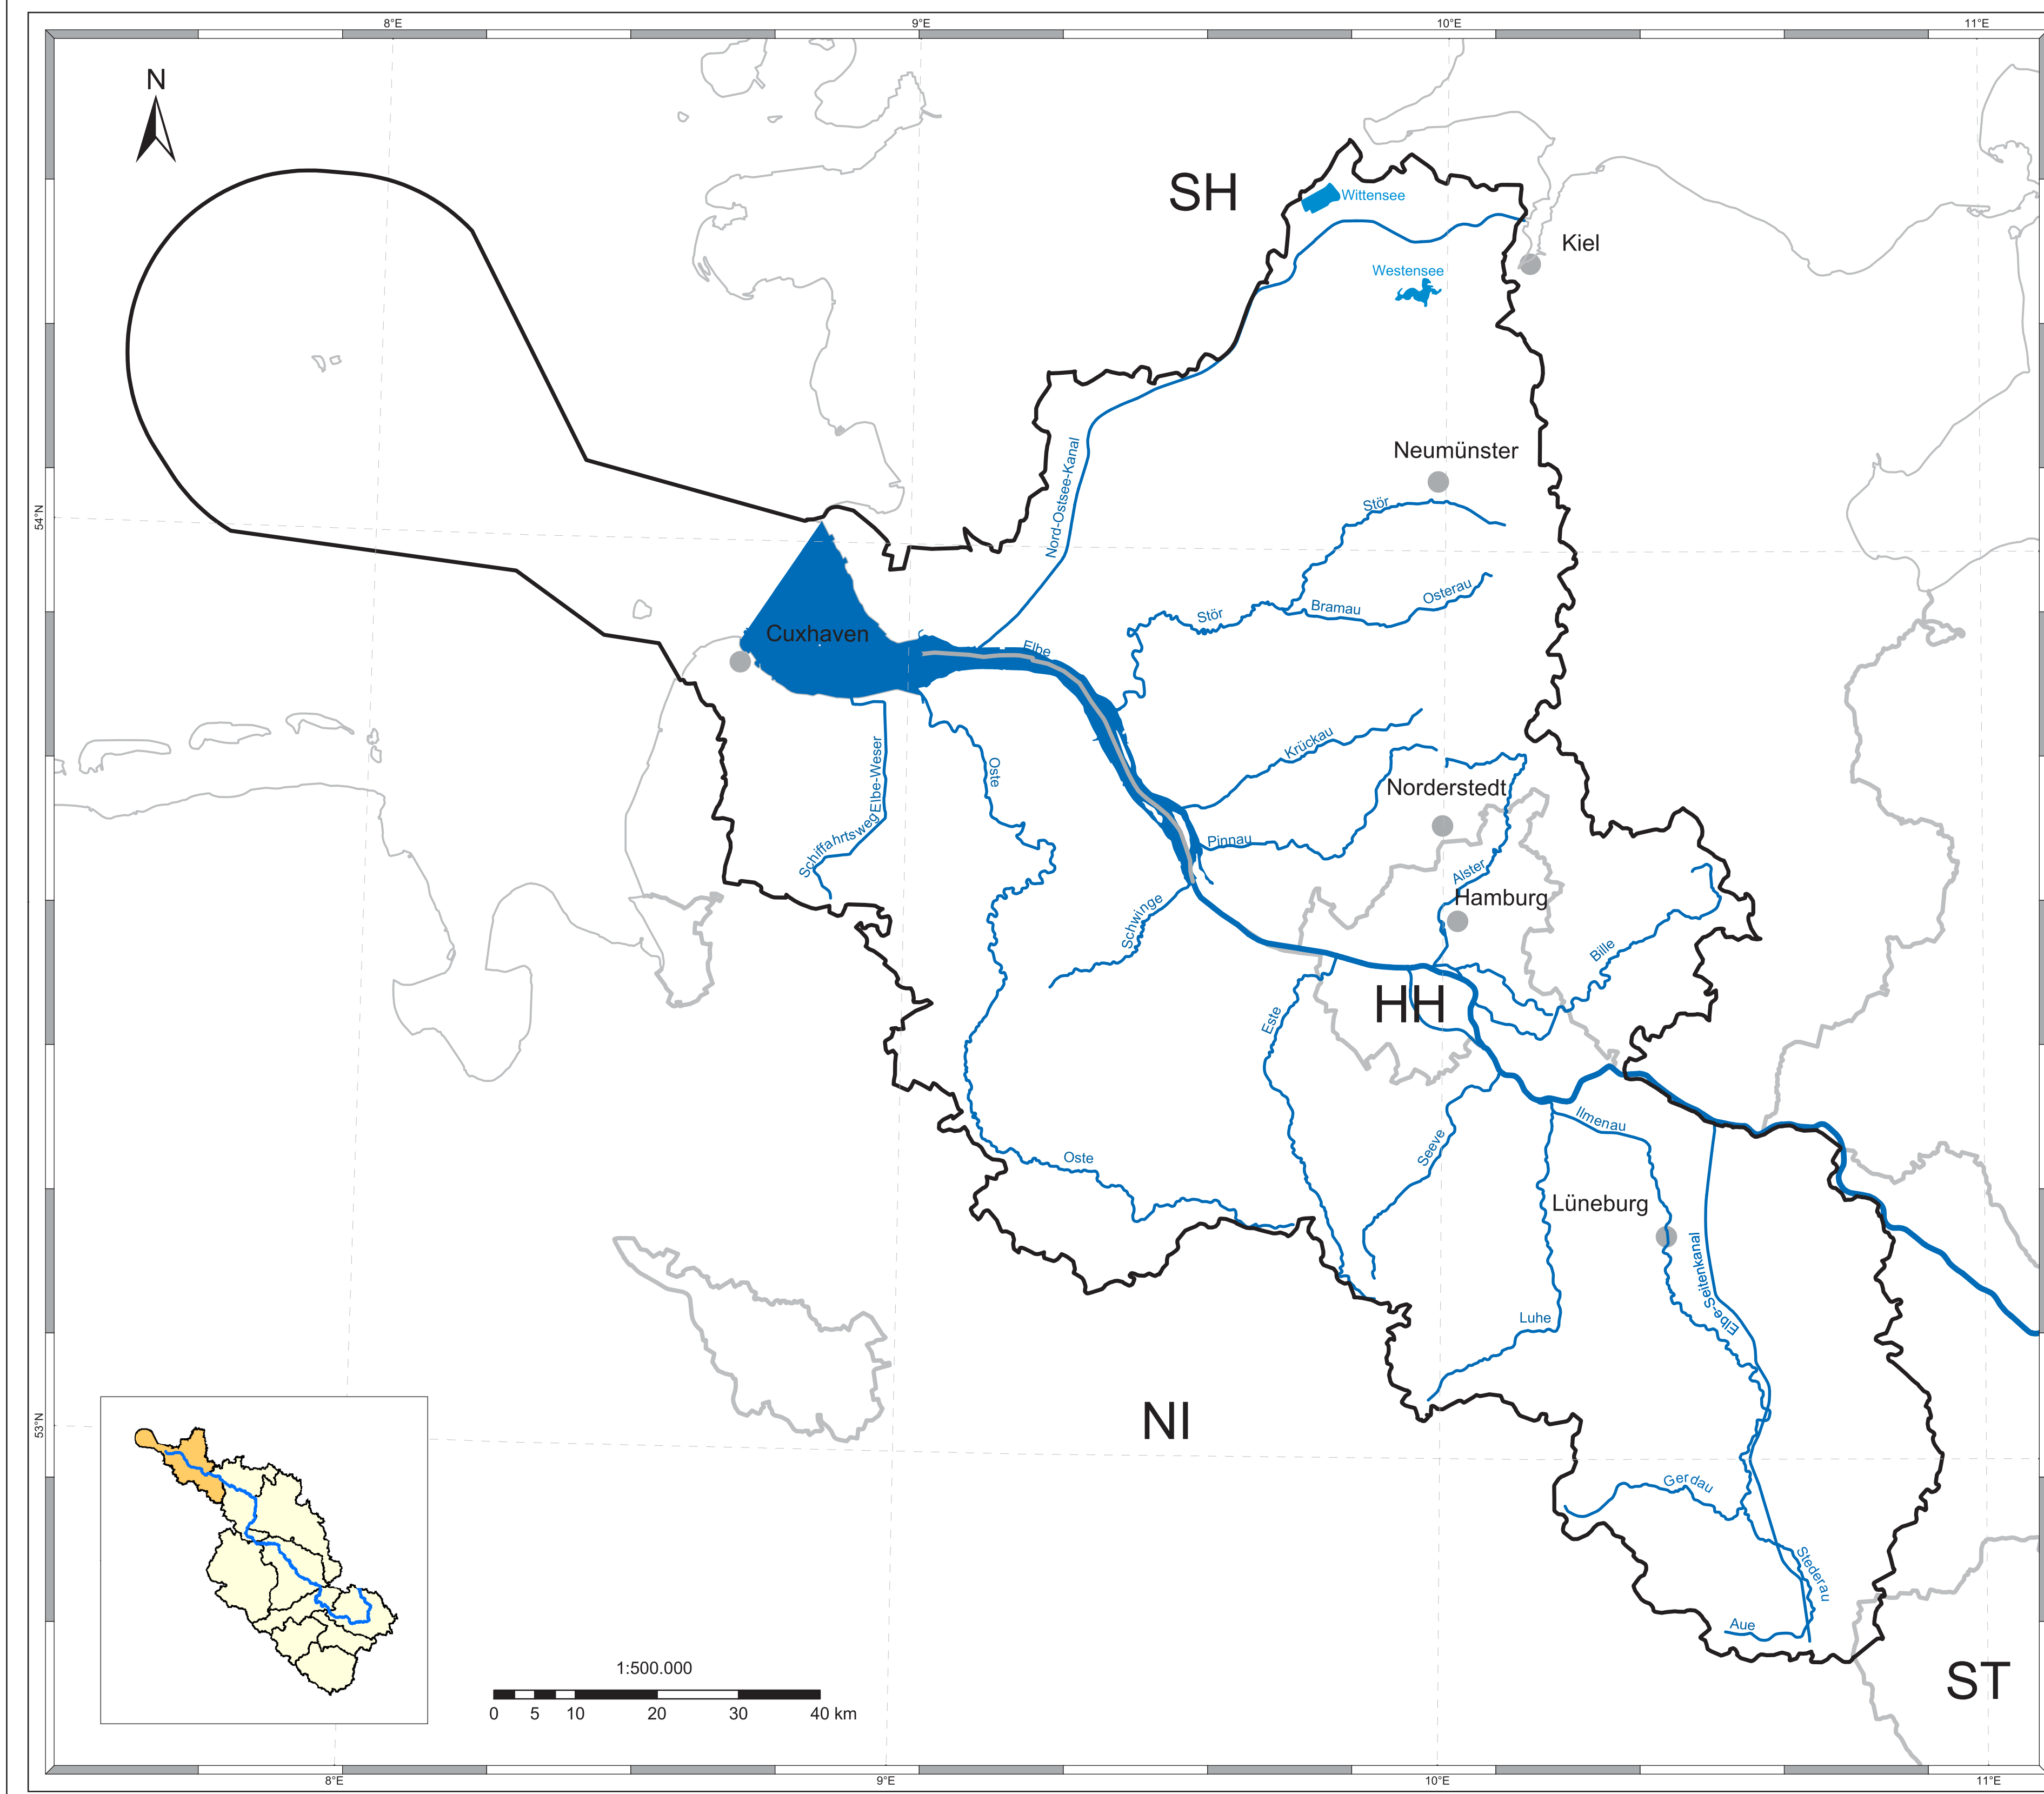 8°E
9°E
10°E
11°E
N
SH
Wittensee
Kiel
Westensee
Neumünster
Nord-Ostsee-Kanal
Stör
54°N
Osterau
Bramau
Stör
Cuxhaven
Elbe
Krückau
Elbe-Weser
Oste
Norderstedt
Schiffahrtsweg
Pinnau
Alster
Hamburg
Schwinge
Bille
HH
Este
Ilmenau
Seeve
Oste
Lüneburg
Elbe-Seitenkanal
Luhe
53°N
NI
Gerdau
Stederau
Aue
ST
1:500.000
0 5 10 20 30 40 km
8°E
9°E
10°E
11°E